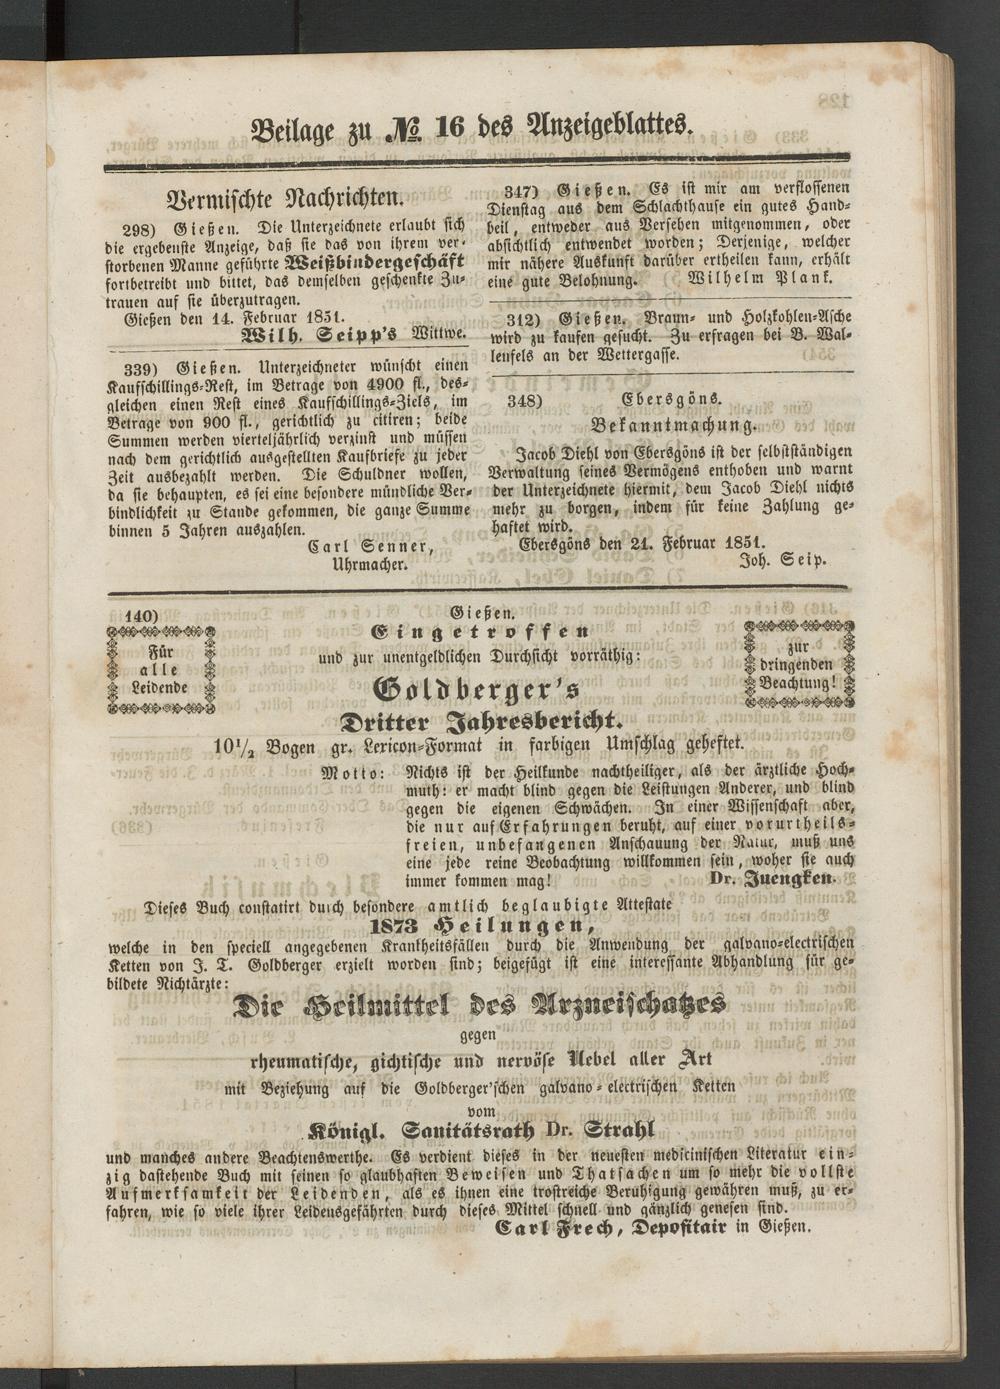 Beilage zu No. 16 des Anzeigeblattes.
Vermischte Nachrichten.
298) Gießen. Die Unterzeichnete erlaubt sich
die ergebenste Anzeige, daß sie das von ihrem ver-
storbenen Manne geführte Weißbindergeschäft
fortbetreibt und bittet, das demselben geschenkte Zu-
trauen auf sie überzutragen.
Gießen den 14. Februar 1851.
Wilh. Seipp's Wittwe.
339) Gießen. Unterzeichneter wünscht einen
Kaufschillings-Rest, im Betrage von 4900 fl., des-
gleichen einen Rest eines Kaufschillings-Ziels, im
Betrage von 900 fl., gerichtlich zu citiren; beide
Summen werden vierteljährlich verzinst und müssen
nach dem gerichtlich ausgestellten Kaufbriefe zu jeder
Zeit ausbezahlt werden. Die Schuldner wollen,
da sie behaupten, es sei eine besondere mündliche Ver-
bindlichkeit zu Stande gekommen, die ganze Summe
binnen 5 Jahren auszahlen.
Carl Senner,
Uhrmacher.
347) Gießen. Es ist mir am verflossenen
Dienstag aus dem Schlachthause ein gutes Hand-
beil, entweder aus Versehen mitgenommen, oder
absichtlich entwendet worden; Derjenige, welcher
mir nähere Auskunft darüber ertheilen kann, erhält
eine gute Belohnung. Wilhelm Plank.
312) Gießen. Braun- und Holzkohlen-Asche
wird zu kaufen gesucht. Zu erfragen bei B. Wal-
lenfels an der Wettergasse.
348) Ebersgöns.
Bekanntmachung.
Jacob Diehl von Ebersgöns ist der selbstständigen
Verwaltung seines Vermögens enthoben und warnt
der Unterzeichnete hiermit, dem Jacob Diehl nichts
mehr zu borgen, indem für keine Zahlung ge-
haftet wird.
Ebersgöns den 21. Februar 1851.
Joh. Seip.
140) Gießen.
Für
alle
Leidende
Eingetroffen
und zur unentgeldlichen Durchsicht vorräthig:
zur
dringenden
Beachtung!
Goldberger's
Dritter Jahresbericht.
10 1/2 Bogen gr. Lexicon-Format in farbigen Umschlag geheftet.
Motto: Nichts ist der Heilkunde nachtheiliger, als der ärztliche Hoch-
muth: er macht blind gegen die Leistungen Anderer, und blind
gegen die eigenen Schwächen. In einer Wissenschaft aber,
die nur auf Erfahrungen beruht, auf einer vorurtheils-
freien, unbefangenen Anschauung der Natur, muß uns
eine jede reine Beobachtung willkommen sein, woher sie auch
immer kommen mag! Dr. Juengken.
Dieses Buch constatirt durch besondere amtlich beglaubigte Attestate
1873 Heilungen,
welche in den speciell angegebenen Krankheitsfällen durch die Anwendung der galvano-electrischen
Ketten von J. T. Goldberger erzielt worden sind; beigefügt ist eine interessante Abhandlung für ge-
bildete Nichtärzte:
Die Heilmittel des Arzneischatzes
gegen
rheumatische, gichtische und nervöse Uebel aller Art
mit Beziehung auf die Goldberger'schen galvano-electrischen Ketten
vom
Königl. Sanitätsrath Dr. Strahl
und manches andere Beachtenswerthe. Es verdient dieses in der neuesten medicinischen Literatur ein-
zig dastehende Buch mit seinen so glaubhaften Beweisen und Thatsachen um so mehr die vollste
Aufmerksamkeit der Leidenden, als es ihnen eine trostreiche Beruhigung gewähren muß, zu er-
fahren, wie so viele ihrer Leidensgefährten durch dieses Mittel schnell und gänzlich genesen sind.
Carl Frech, Depositair in Gießen.